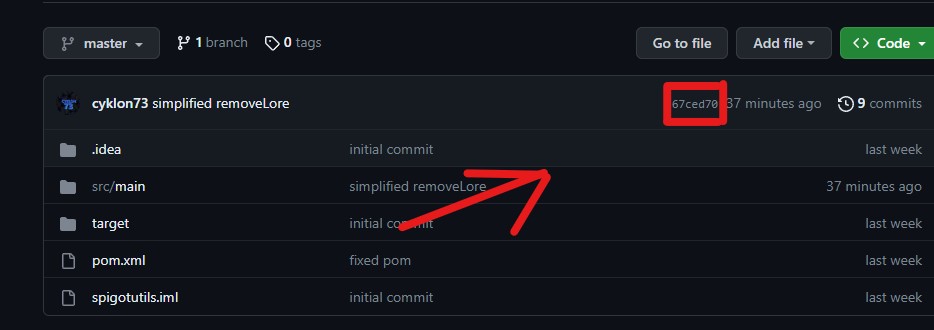 master 1 branch 0 tags Go to file Add file Code
cyklon73 simplified removeLore 67ced70 37 minutes ago 9 commits
.idea initial commit last week
src/main simplified removeLore 37 minutes ago
target initial commit last week
pom.xml fixed pom last week
spigotutils.iml initial commit last week